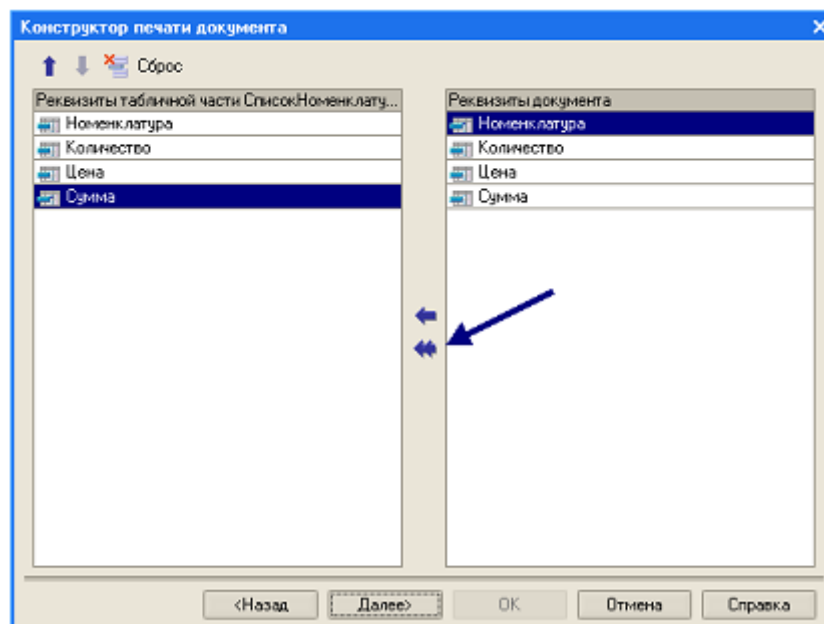 Конструктор печати документа
Сброс
Реквизиты табличной части СписокНоменклату...
Номенклатура
Количество
Цена
Сумма
Реквизиты документа
Номенклатура
Количество
Цена
Сумма
<Назад
Далее>
OK
Отмена
Справка